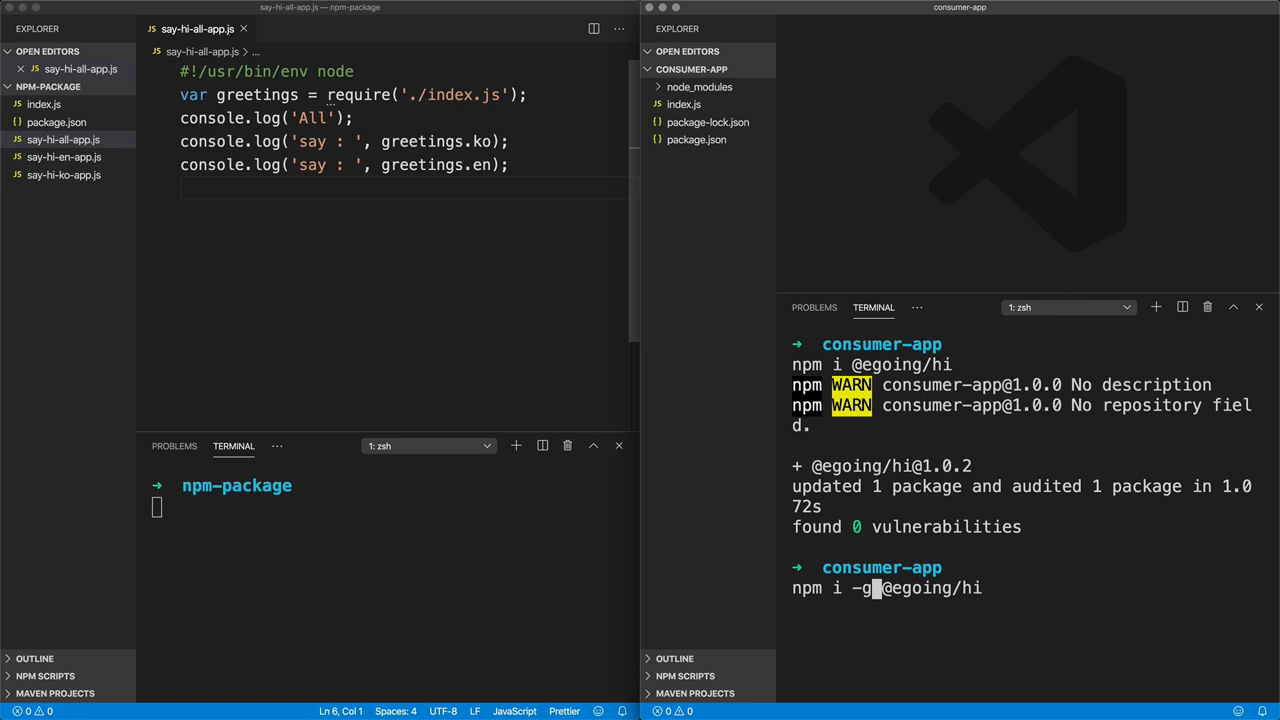 say-hi-all-app.js — npm-package
EXPLORER
OPEN EDITORS
say-hi-all-app.js
NPM-PACKAGE
index.js
package.json
say-hi-all-app.js
say-hi-en-app.js
say-hi-ko-app.js
OUTLINE
NPM SCRIPTS
MAVEN PROJECTS
JS say-hi-all-app.js
JS say-hi-all-app.js > ...
#!/usr/bin/env node
var greetings = require('./index.js');
console.log('All');
console.log('say : ', greetings.ko);
console.log('say : ', greetings.en);
PROBLEMS TERMINAL ... 1: zsh
➜ npm-package
0 0 Ln 6, Col 1 Spaces: 4 UTF-8 LF JavaScript Prettier
consumer-app
EXPLORER
OPEN EDITORS
CONSUMER-APP
node_modules
index.js
package-lock.json
package.json
OUTLINE
NPM SCRIPTS
MAVEN PROJECTS
PROBLEMS TERMINAL ... 1: zsh
➜ consumer-app
npm i @egoing/hi
npm WARN consumer-app@1.0.0 No description
npm WARN consumer-app@1.0.0 No repository fiel
d.
+ @egoing/hi@1.0.2
updated 1 package and audited 1 package in 1.0
72s
found 0 vulnerabilities
➜ consumer-app
npm i -g @egoing/hi
0 0